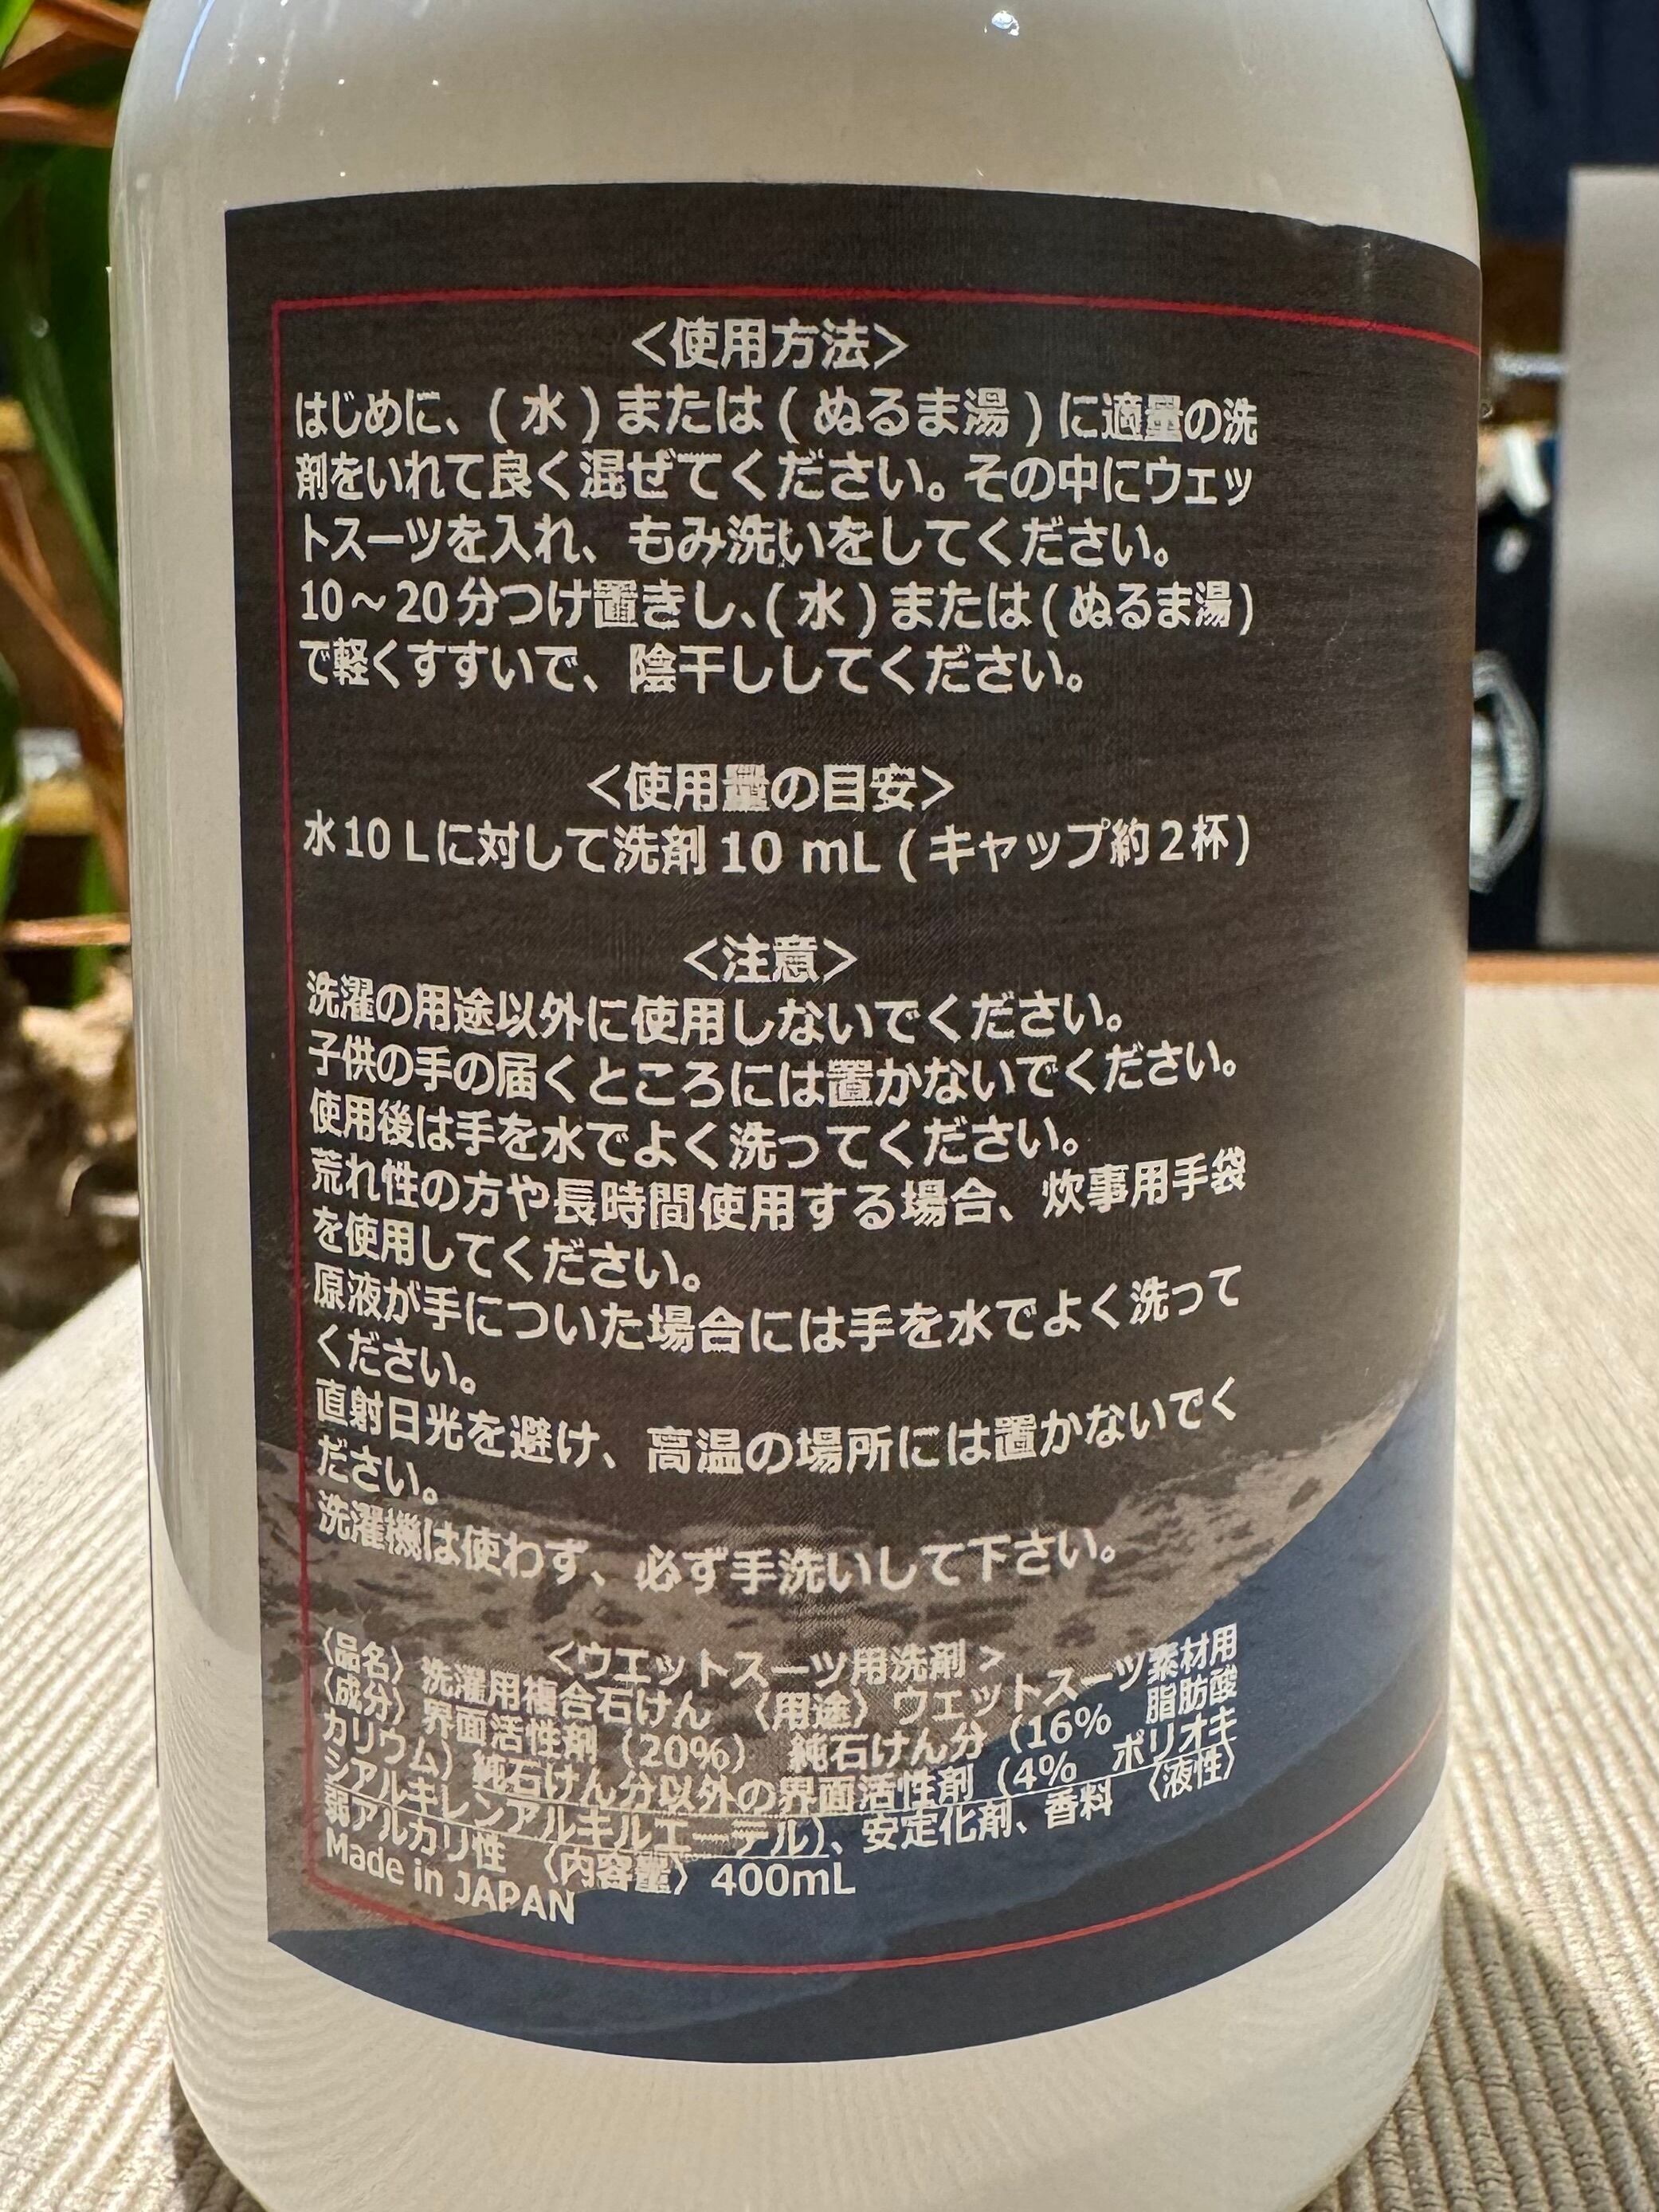 <使用方法>
はじめに、(水)または(ぬるま湯)に適量の洗
剤をいれて良く混ぜてください。その中にウエッ
トスーツを入れ、もみ洗いをしてください。
10～20分つけ置きし、(水)または(ぬるま湯)
で軽くすすいで、陰干ししてください。
<使用量の目安>
水10Lに対して洗剤10 mL(キャップ約2杯)
<注意>
洗濯の用途以外に使用しないでください。
子供の手の届くところには置かないでください。
使用後は手を水でよく洗ってください。
荒れ性の方や長時間使用する場合、炊事用手袋
を使用してください。
原液が手についた場合には手を水でよく洗って
ください。
直射日光を避け、高温の場所には置かないでく
ださい。
洗濯機は使わず、必ず手洗いして下さい。
<ウエットスーツ用洗剤>
〈品名〉洗濯用複合石けん 〈用途〉ウエットスーツ素材用
〈成分〉界面活性剤（20%） 純石けん分（16% 脂肪酸
カリウム）純石けん分以外の界面活性剤（4% ポリオキ
シアルキレンアルキルエーテル）、安定化剤、香料 〈液性〉
弱アルカリ性 〈内容量〉400mL
Made in JAPAN